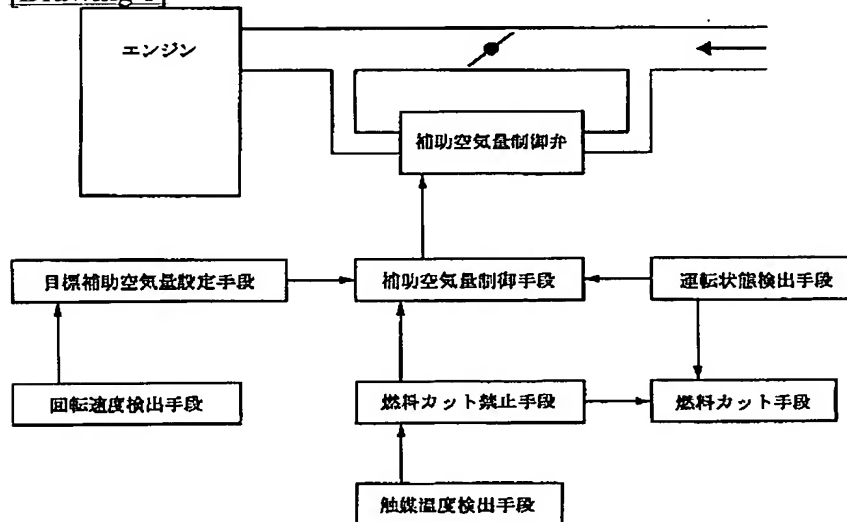 [Drawing 1]
エンジン
補助空気量制御弁
目標補助空気量設定手段
補助空気量制御手段
運転状態検出手段
回転速度検出手段
燃料カット禁止手段
燃料カット手段
触媒温度検出手段